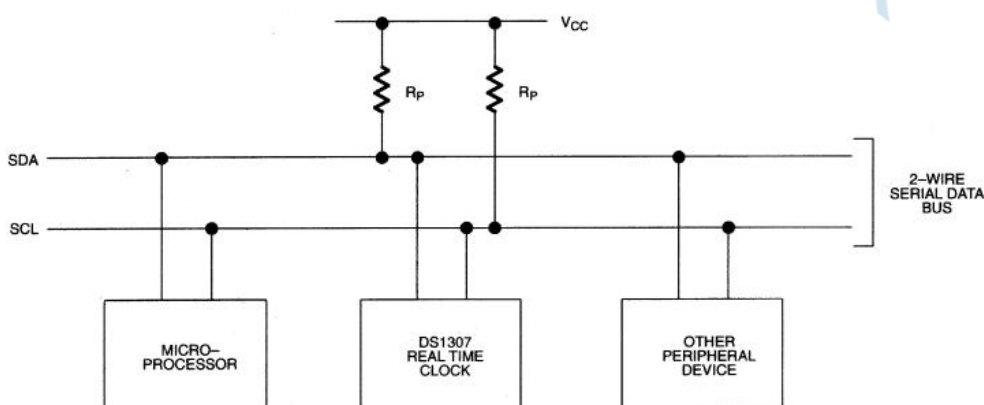 VCC
RP
RP
SDA
2–WIRE
SERIAL DATA
BUS
SCL
MICRO–
PROCESSOR
DS1307
REAL TIME
CLOCK
OTHER
PERIPHERAL
DEVICE